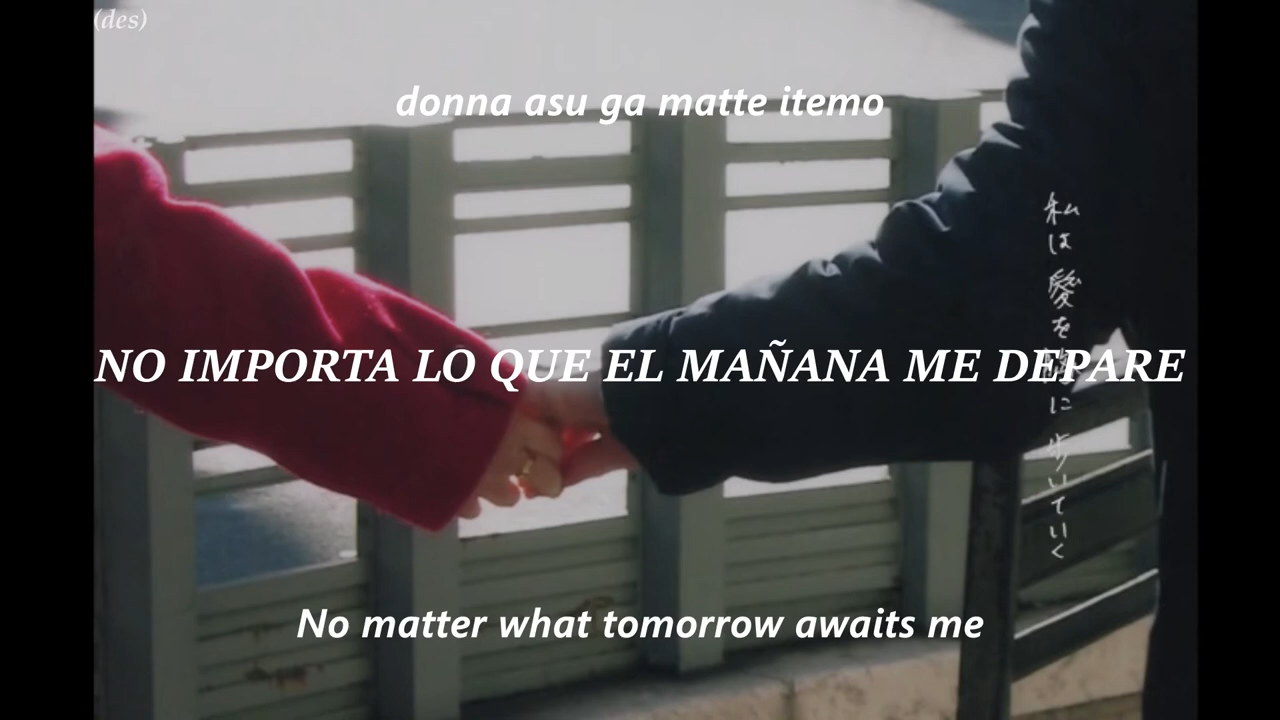 (des)
donna asu ga matte itemo
NO IMPORTA LO QUE EL MAÑANA ME DEPARE
私は愛を に歩いていく
No matter what tomorrow awaits me